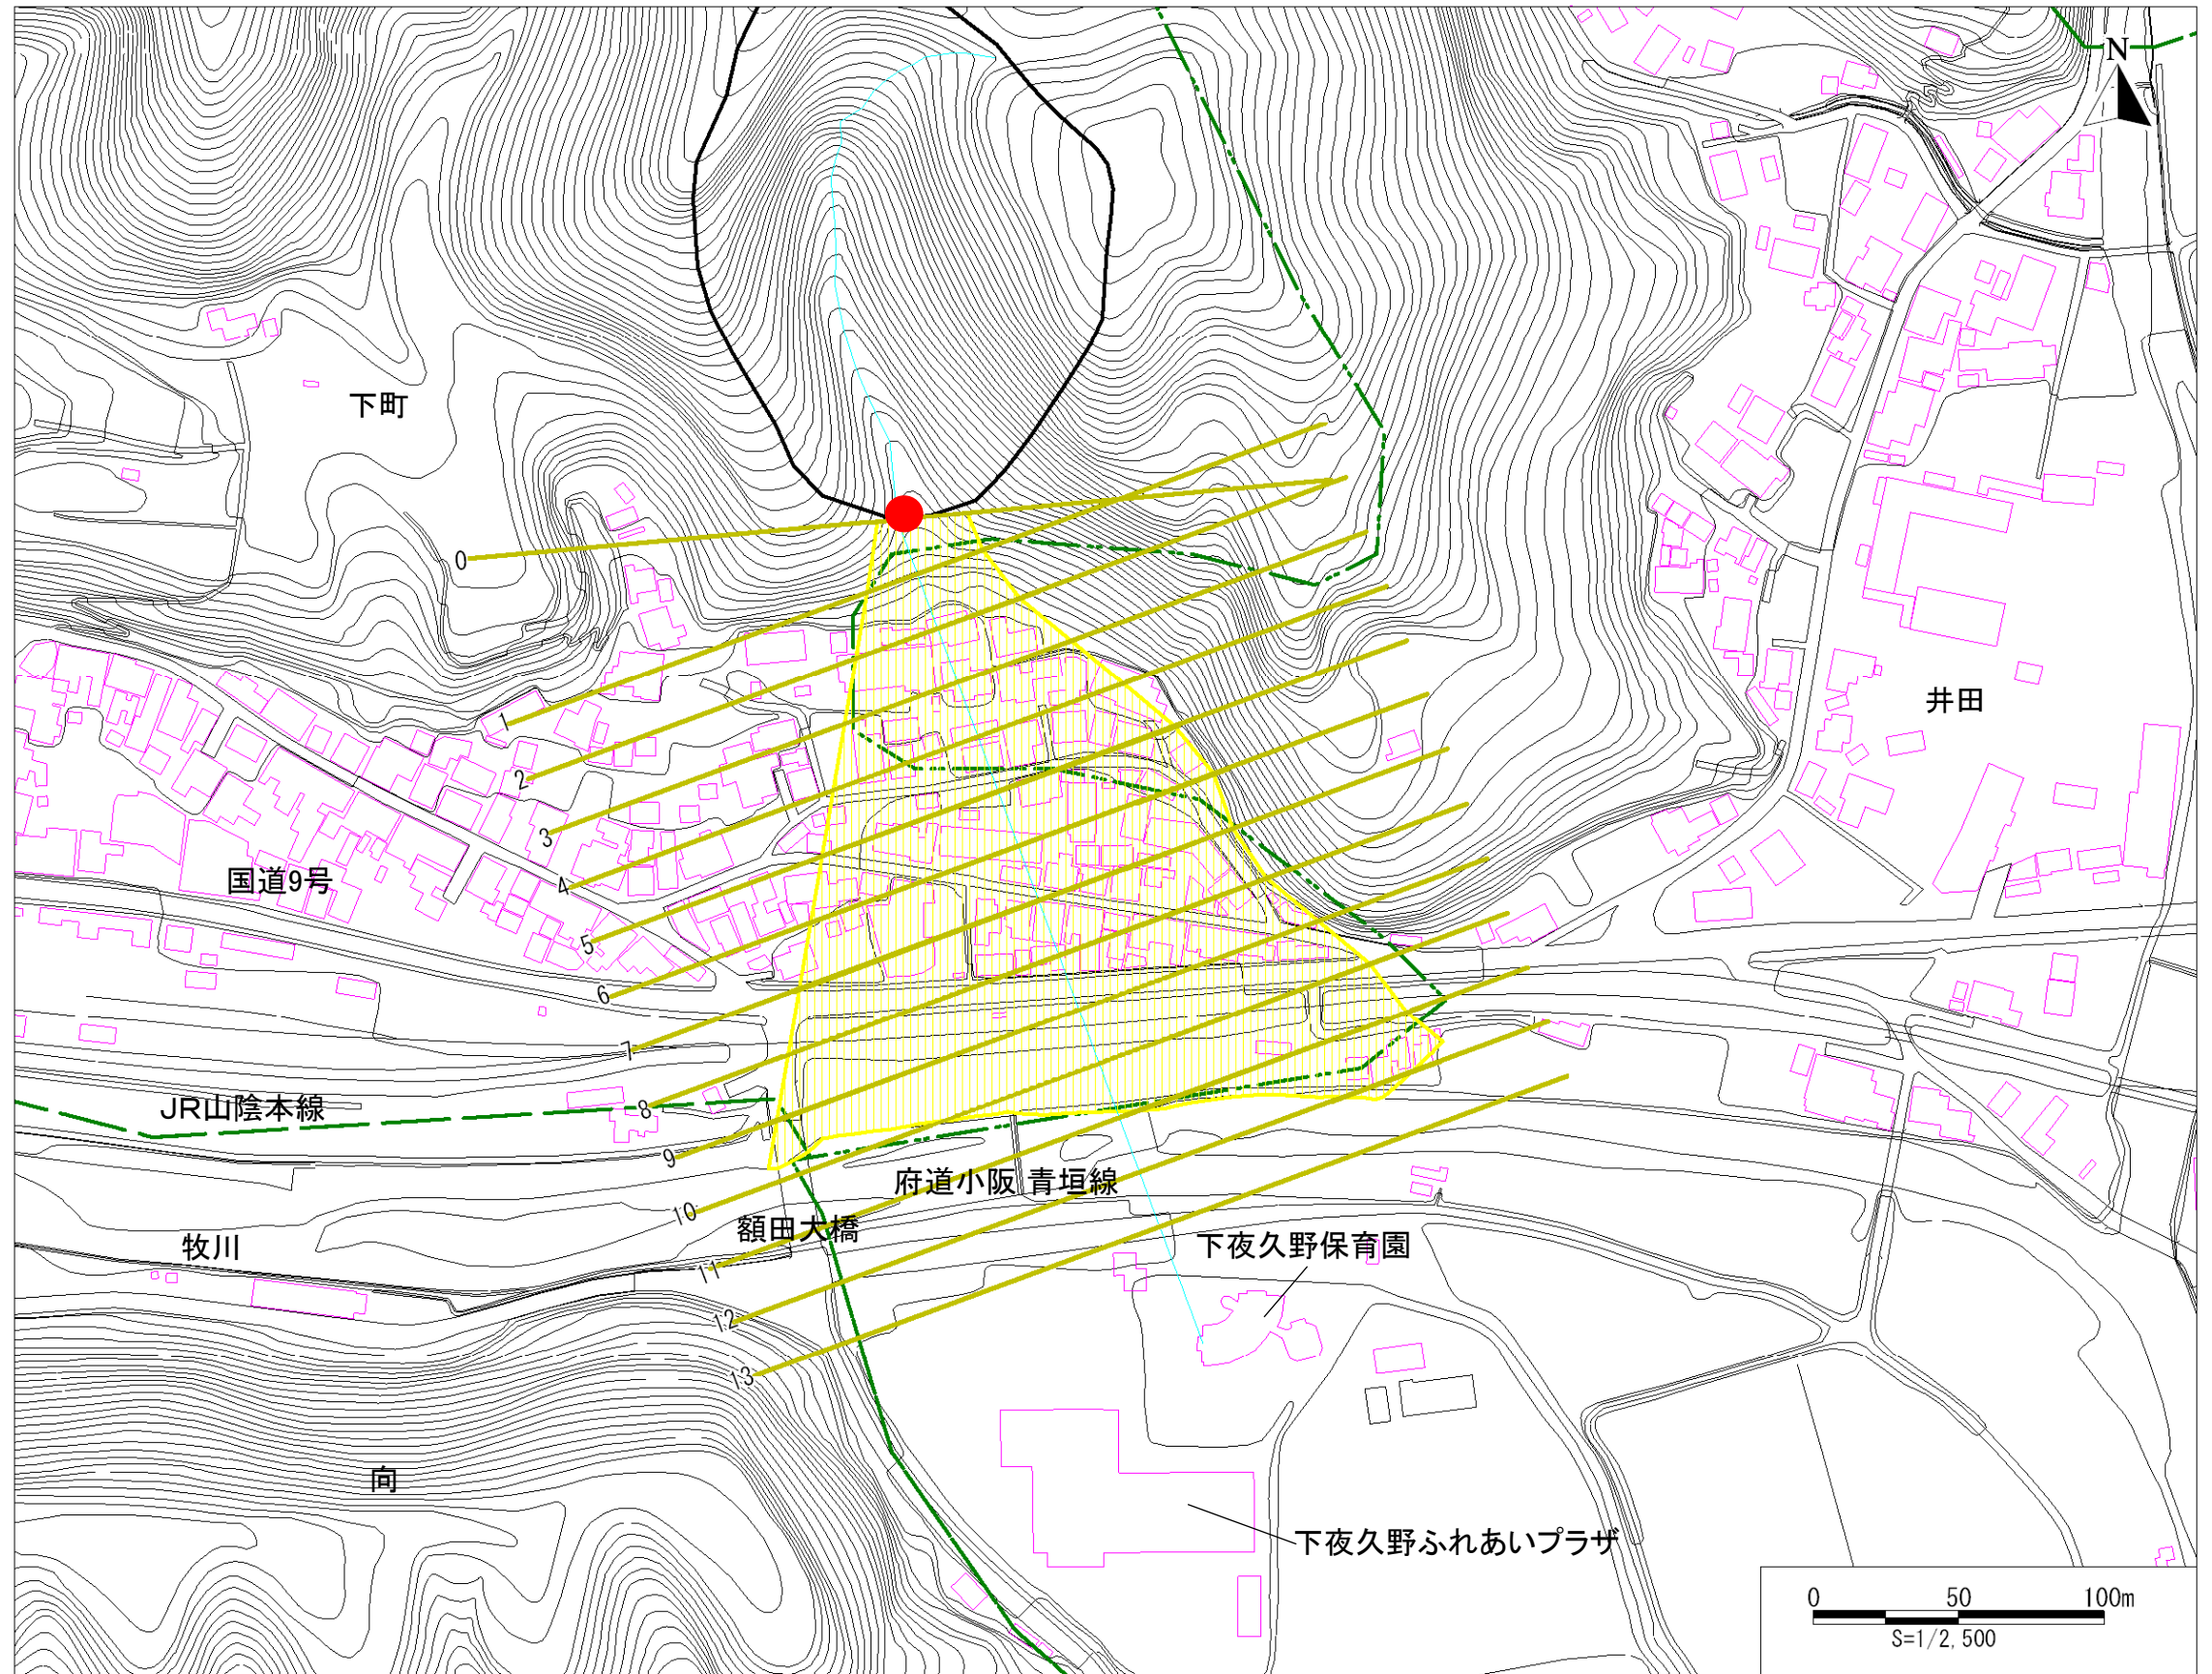 N
下町
0
1
2
3
4
5
6
7
8
9
10
11
12
13
井田
国道9号
JR山陰本線
府道小阪 青垣線
額田大橋
牧川
下夜久野保育園
向
下夜久野ふれあいプラザ
0 50 100m
S=1/2,500